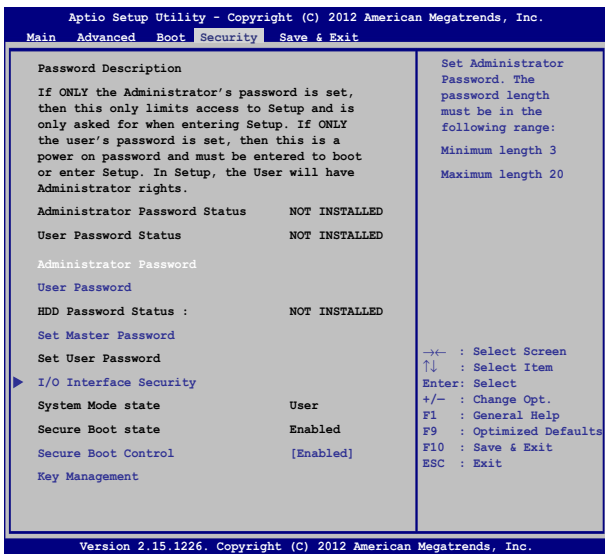 Aptio Setup Utility - Copyright (C) 2012 American Megatrends, Inc.
Main Advanced Boot Security Save & Exit
Password Description
If ONLY the Administrator's password is set,
then this only limits access to Setup and is
only asked for when entering Setup. If ONLY
the user's password is set, then this is a
power on password and must be entered to boot
or enter Setup. In Setup, the User will have
Administrator rights.
Administrator Password Status NOT INSTALLED
User Password Status NOT INSTALLED
Administrator Password
User Password
HDD Password Status : NOT INSTALLED
Set Master Password
Set User Password
I/O Interface Security
System Mode state User
Secure Boot state Enabled
Secure Boot Control [Enabled]
Key Management
Set Administrator
Password. The
password length
must be in the
following range:
Minimum length 3
Maximum length 20
→← : Select Screen
↑↓ : Select Item
Enter: Select
+/— : Change Opt.
F1 : General Help
F9 : Optimized Defaults
F10 : Save & Exit
ESC : Exit
Version 2.15.1226. Copyright (C) 2012 American Megatrends, Inc.